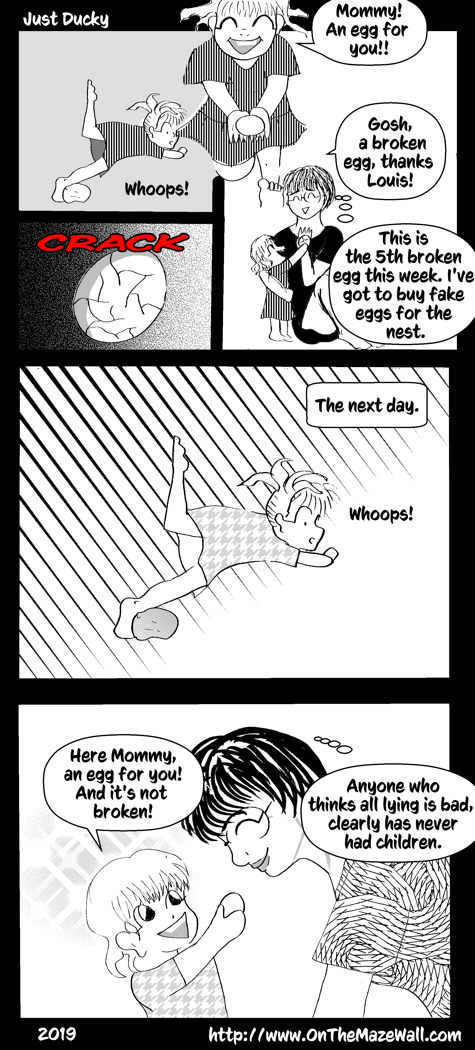 Just Ducky
Mommy!
An egg for
you!!
Whoops!
Gosh,
a broken
egg, thanks
Louis!
CRACK
This is
the 5th broken
egg this week. I've
got to buy fake
eggs for the
nest.
The next day.
Whoops!
Here Mommy,
an egg for you!
And it's not
broken!
Anyone who
thinks all lying is bad,
clearly has never
had children.
2019
http://www.OnTheMazeWall.com